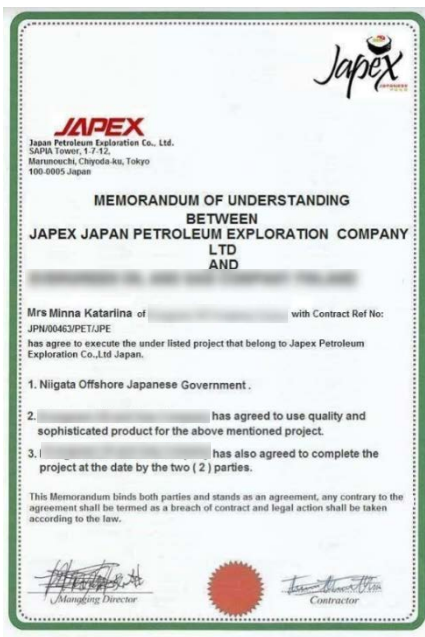 Japex
JAPANESE
FOOD
JAPEX
Japan Petroleum Exploration Co., Ltd.
SAPIA Tower, 1-7-12,
Marunouchi, Chiyoda-ku, Tokyo
100-0005 Japan
MEMORANDUM OF UNDERSTANDING
BETWEEN
JAPEX JAPAN PETROLEUM EXPLORATION COMPANY
LTD
AND
Mrs Minna Katariina of with Contract Ref No:
JPN/00463/PET/JPE
has agree to execute the under listed project that belong to Japex Petroleum
Exploration Co.,Ltd Japan.
1. Niigata Offshore Japanese Government .
2. has agreed to use quality and
sophisticated product for the above mentioned project.
3. has also agreed to complete the
project at the date by the two ( 2 ) parties.
This Memorandum binds both parties and stands as an agreement, any contrary to the
agreement shall be termed as a breach of contract and legal action shall be taken
according to the law.
Managing Director
Contractor